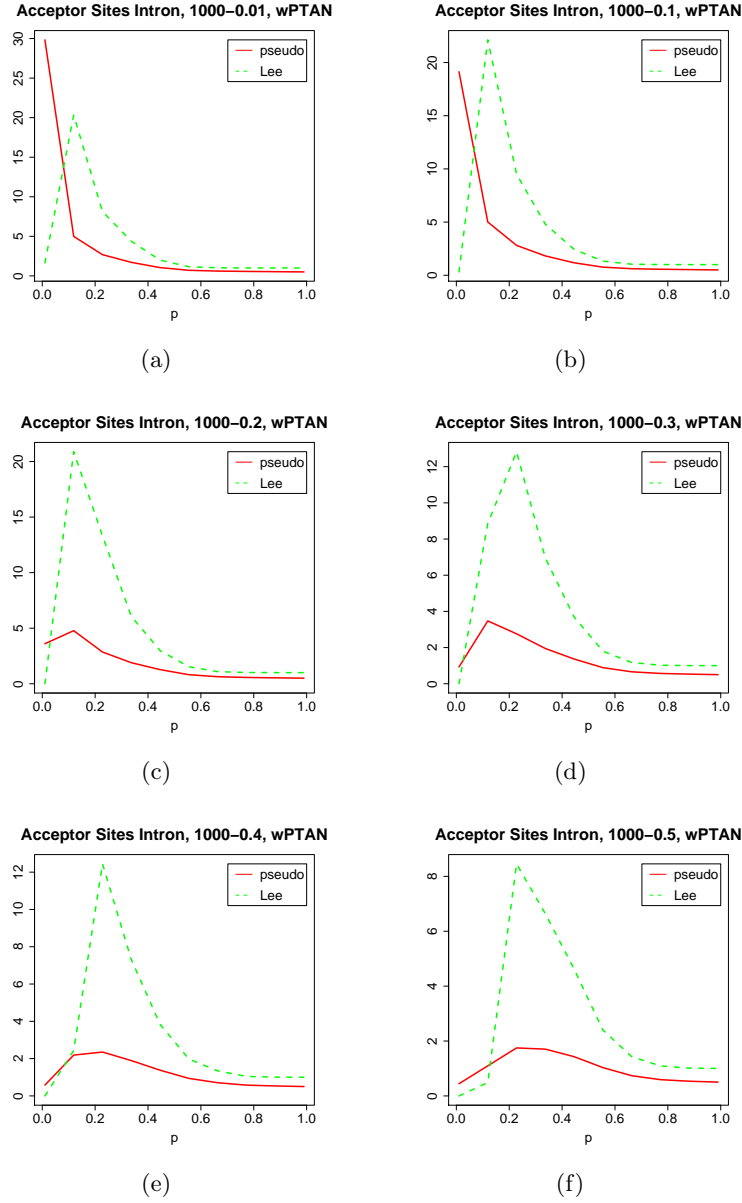 Acceptor Sites Intron, 1000−0.01, wPTAN
pseudo
Lee
0 5 10 15 20 25 30
0.0 0.2 0.4 0.6 0.8 1.0
p
(a)
Acceptor Sites Intron, 1000−0.1, wPTAN
pseudo
Lee
0 5 10 15 20
0.0 0.2 0.4 0.6 0.8 1.0
p
(b)
Acceptor Sites Intron, 1000−0.2, wPTAN
pseudo
Lee
0 5 10 15 20
0.0 0.2 0.4 0.6 0.8 1.0
p
(c)
Acceptor Sites Intron, 1000−0.3, wPTAN
pseudo
Lee
0 2 4 6 8 10 12
0.0 0.2 0.4 0.6 0.8 1.0
p
(d)
Acceptor Sites Intron, 1000−0.4, wPTAN
pseudo
Lee
0 2 4 6 8 10 12
0.0 0.2 0.4 0.6 0.8 1.0
p
(e)
Acceptor Sites Intron, 1000−0.5, wPTAN
pseudo
Lee
0 2 4 6 8
0.0 0.2 0.4 0.6 0.8 1.0
p
(f)